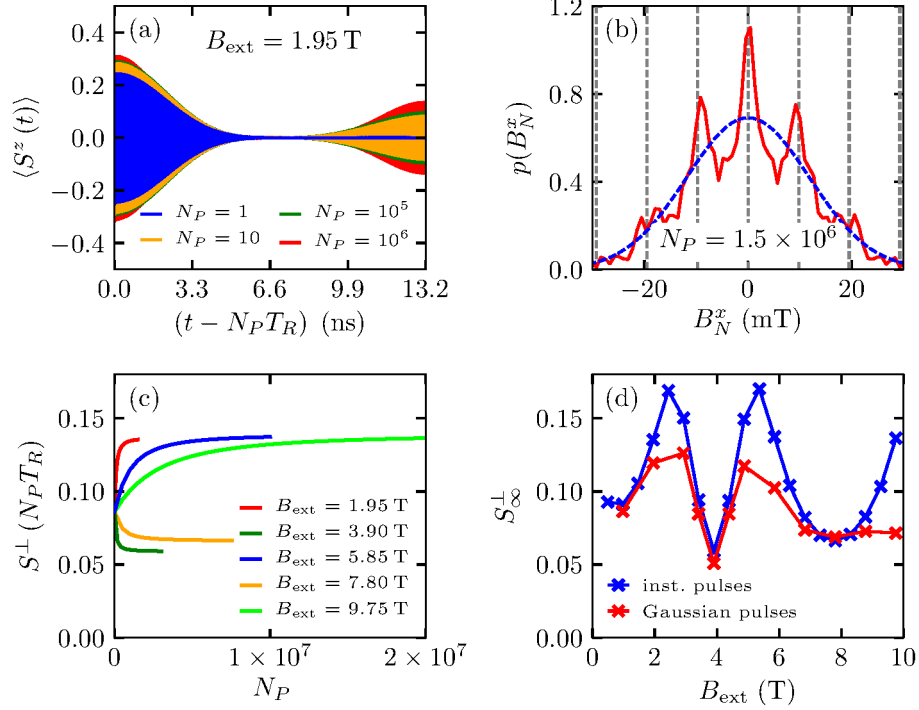 (a)
B_ext = 1.95 T
⟨S^z(t)⟩
0.4
0.2
0.0
−0.2
−0.4
N_P = 1
N_P = 10
N_P = 10^5
N_P = 10^6
0.0
3.3
6.6
9.9
13.2
(t − N_P T_R) (ns)
(b)
p(B_N^x)
1.2
0.8
0.4
0.0
N_P = 1.5 × 10^6
−20
0
20
B_N^x (mT)
(c)
S^⊥ (N_P T_R)
0.15
0.10
0.05
0.00
B_ext = 1.95 T
B_ext = 3.90 T
B_ext = 5.85 T
B_ext = 7.80 T
B_ext = 9.75 T
0
1 × 10^7
2 × 10^7
N_P
(d)
S_∞^⊥
0.15
0.10
0.05
0.00
inst. pulses
Gaussian pulses
0
2
4
6
8
10
B_ext (T)